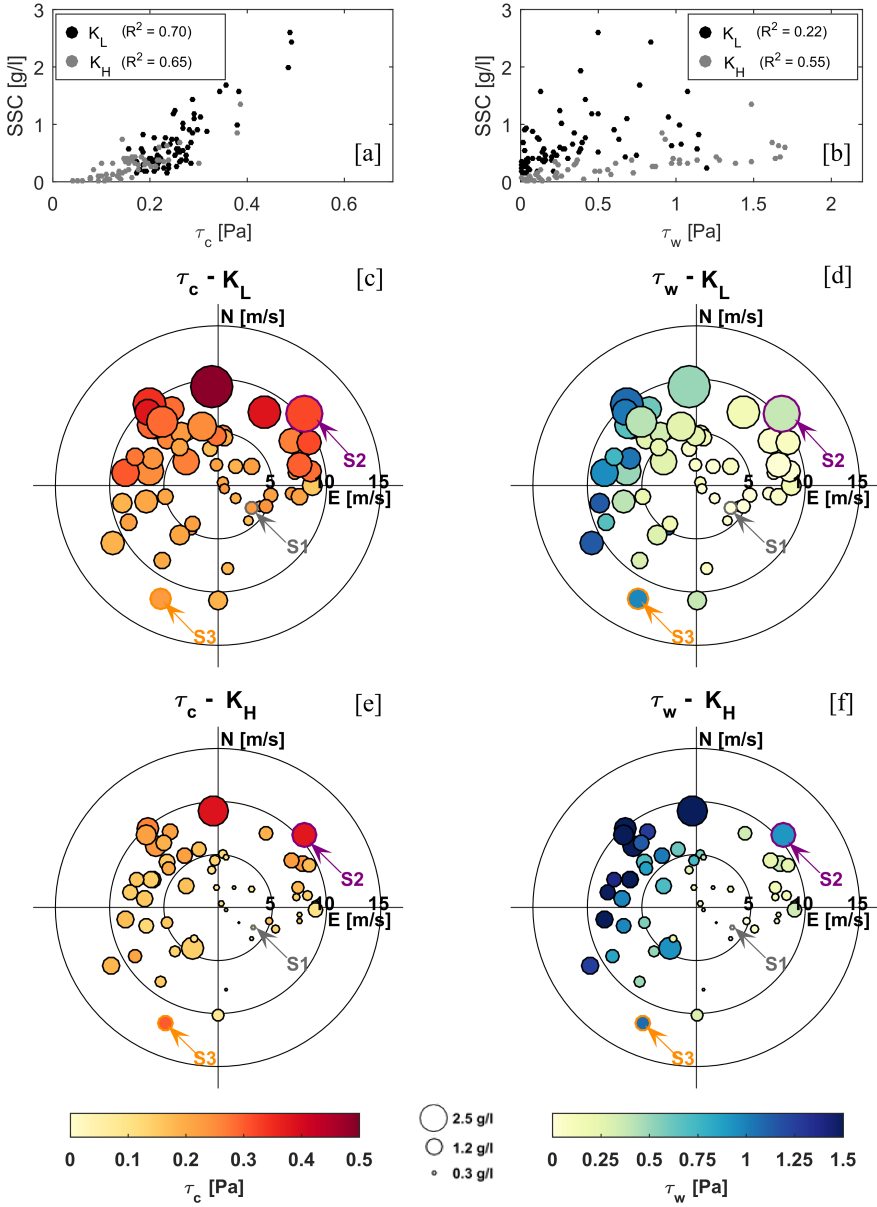 3
2
1
0
SSC [g/l]
K_L (R² = 0.70)
K_H (R² = 0.65)
[a]
0 0.2 0.4 0.6
τ_c [Pa]
3
2
1
0
SSC [g/l]
K_L (R² = 0.22)
K_H (R² = 0.55)
[b]
0 0.5 1 1.5 2
τ_w [Pa]
τ_c - K_L
[c]
N [m/s]
5 10 15
E [m/s]
S2
S1
S3
τ_w - K_L
[d]
N [m/s]
5 10 15
E [m/s]
S2
S1
S3
τ_c - K_H
[e]
N [m/s]
5 10 15
E [m/s]
S2
S1
S3
τ_w - K_H
[f]
N [m/s]
5 10 15
E [m/s]
S2
S1
S3
0 0.1 0.2 0.3 0.4 0.5
τ_c [Pa]
2.5 g/l
1.2 g/l
0.3 g/l
0 0.25 0.5 0.75 1 1.25 1.5
τ_w [Pa]